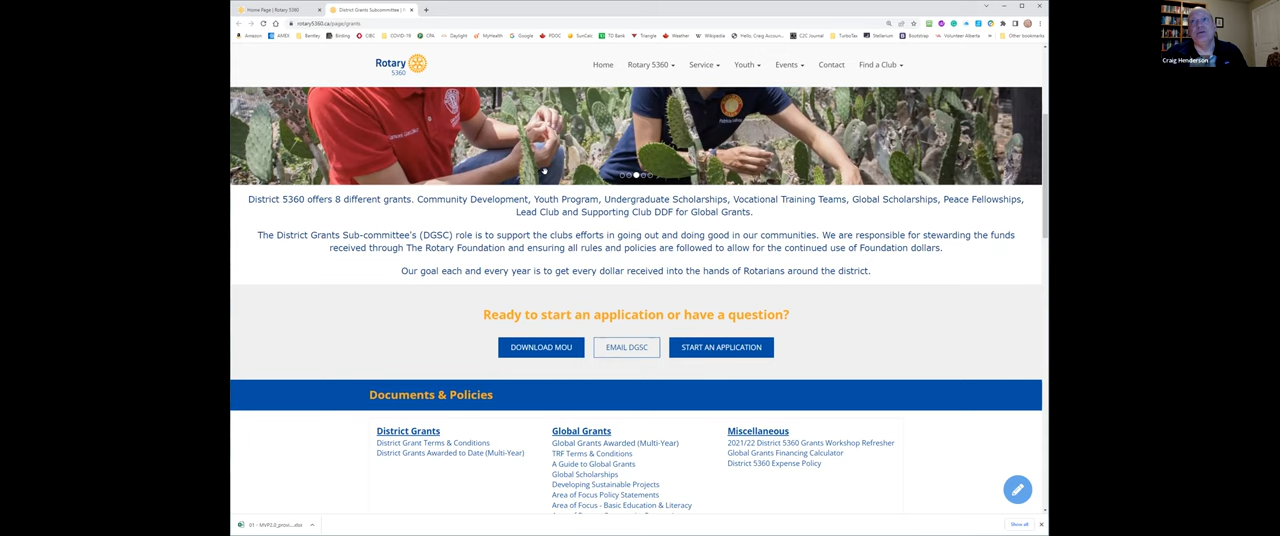 Home Page | Rotary 5360
District Grants Subcommittee |
rotary5360.ca/page/grants
Amazon
AMEX
Bentley
Birding
CIBC
COVID-19
CPA
Daylight
MyHealth
Google
PDOC
SunCalc
TD Bank
Triangle
Weather
Wikipedia
Hello, Craig Accoun...
C2C Journal
TurboTax
Stellarium
Bootstrap
Volunteer Alberta
Other bookmarks
Craig Henderson
Rotary
5360
Home
Rotary 5360
Service
Youth
Events
Contact
Find a Club
District 5360 offers 8 different grants. Community Development, Youth Program, Undergraduate Scholarships, Vocational Training Teams, Global Scholarships, Peace Fellowships,
Lead Club and Supporting Club DDF for Global Grants.
The District Grants Sub-committee's (DGSC) role is to support the clubs efforts in going out and doing good in our communities. We are responsible for stewarding the funds
received through The Rotary Foundation and ensuring all rules and policies are followed to allow for the continued use of Foundation dollars.
Our goal each and every year is to get every dollar received into the hands of Rotarians around the district.
Ready to start an application or have a question?
DOWNLOAD MOU
EMAIL DGSC
START AN APPLICATION
Documents & Policies
District Grants
District Grant Terms & Conditions
District Grants Awarded to Date (Multi-Year)
Global Grants
Global Grants Awarded (Multi-Year)
TRF Terms & Conditions
A Guide to Global Grants
Global Scholarships
Developing Sustainable Projects
Area of Focus Policy Statements
Area of Focus - Basic Education & Literacy
Miscellaneous
2021/22 District 5360 Grants Workshop Refresher
Global Grants Financing Calculator
District 5360 Expense Policy
Show all